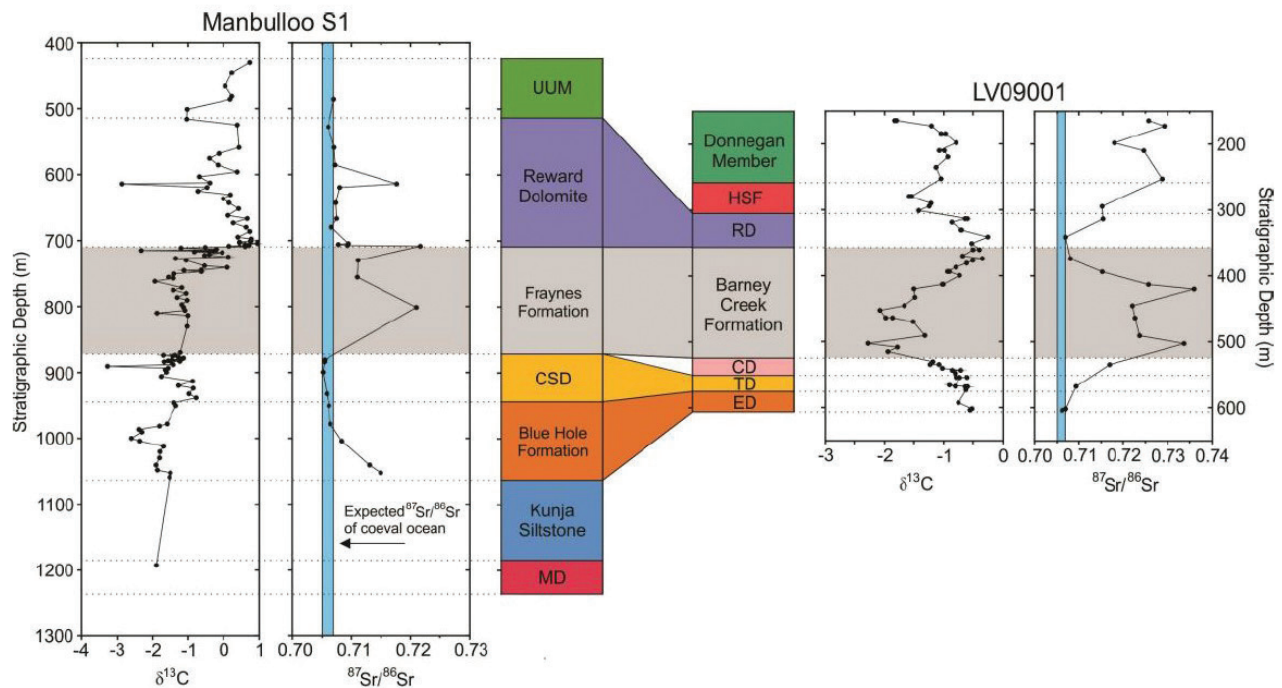 Manbulloo S1
400
500
600
700
800
900
1000
1100
1200
1300
Stratigraphic Depth (m)
-4 -3 -2 -1 0 1
δ¹³C
0.70 0.71 0.72 0.73
⁸⁷Sr/⁸⁶Sr
Expected ⁸⁷Sr/⁸⁶Sr
of coeval ocean
UUM
Reward
Dolomite
Fraynes
Formation
CSD
Blue Hole
Formation
Kunja
Siltstone
MD
Donnegan
Member
HSF
RD
Barney
Creek
Formation
CD
TD
ED
LV09001
-3 -2 -1 0
δ¹³C
0.70 0.71 0.72 0.73 0.74
⁸⁷Sr/⁸⁶Sr
200
300
400
500
600
Stratigraphic Depth
(m)